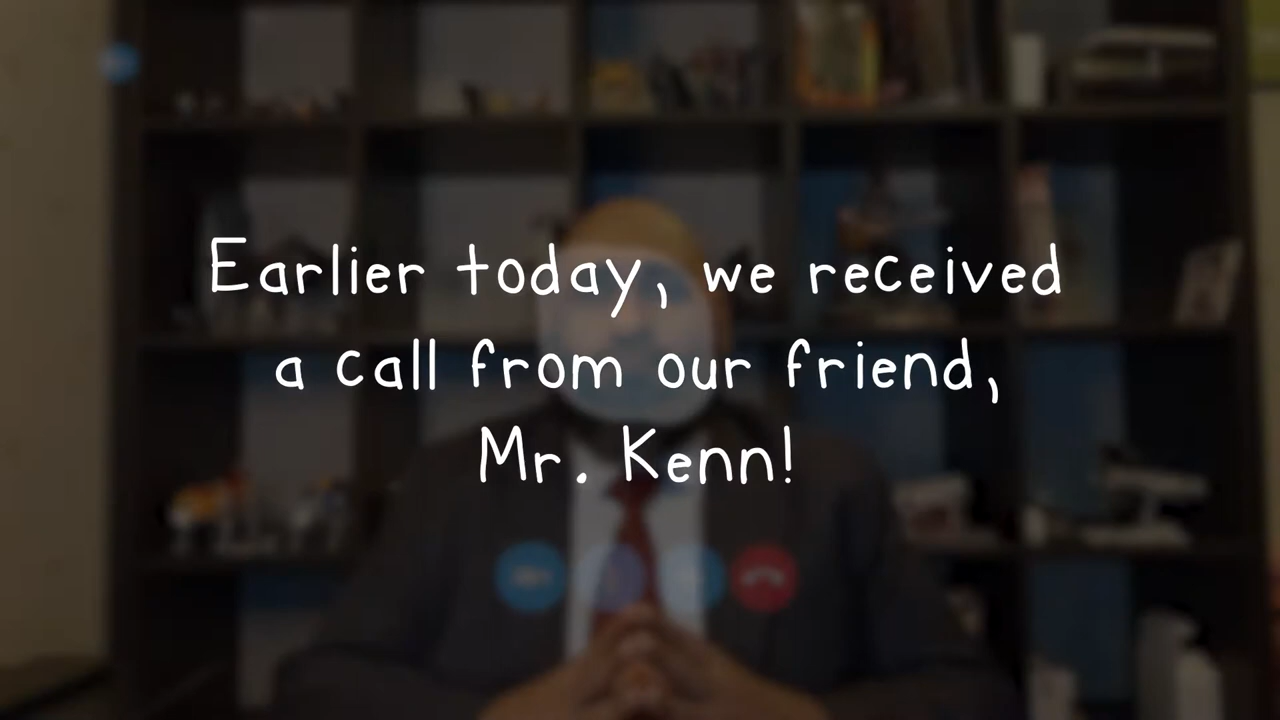 Earlier today, we received
a call from our friend,
Mr. Kenn!